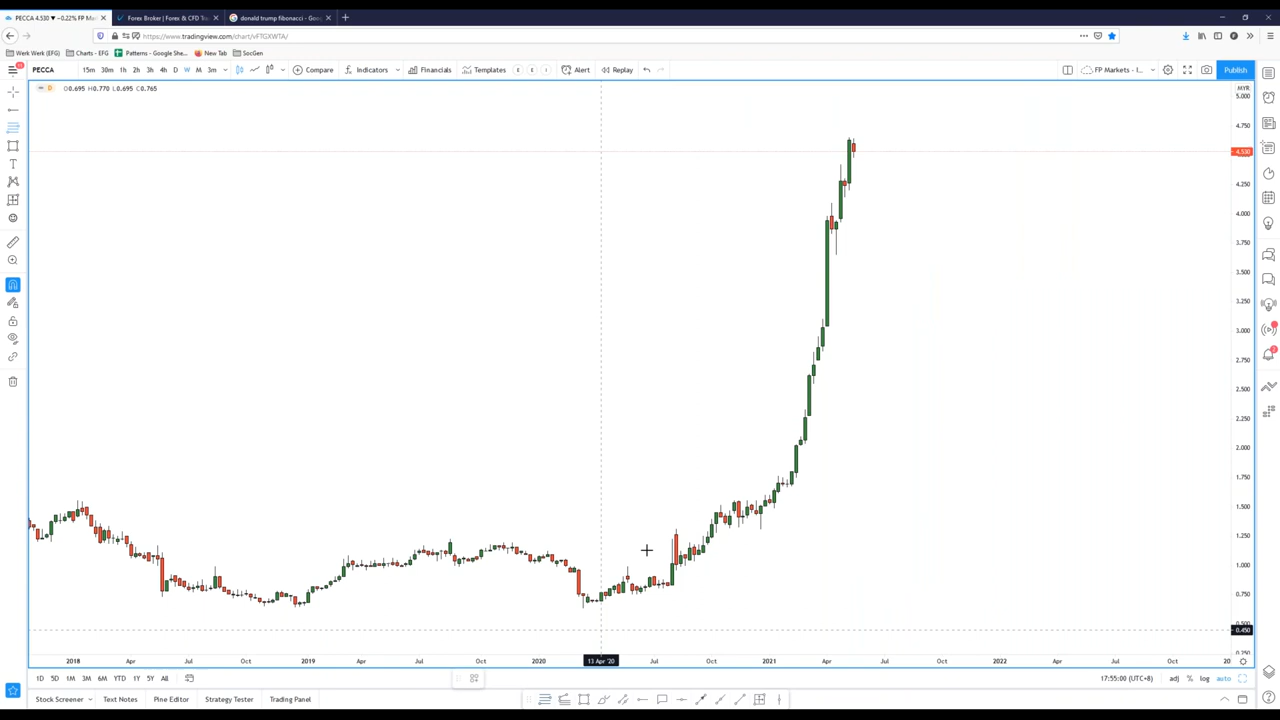 PECCA 4.530 ▼ −0.22% FP M
Forex Broker | Forex & CFD Tra
donald trump fibonacci - Goo
https://www.tradingview.com/chart/vFTGXWTA/
Werk Werk (EFG) Charts - EFG Patterns - Google She... New Tab SocGen
PECCA 15m 30m 1h 2h 3h 4h D W M 3m Compare Indicators Financials Templates E E I Alert Replay FP Markets - I... Publish
D O0.695 H0.770 L0.695 C0.765
MYR
5.000
4.750
4.530
4.250
4.000
3.750
3.500
3.250
3.000
2.750
2.500
2.250
2.000
1.750
1.500
1.250
1.000
0.750
0.500
0.450
0.250
2018 Apr Jul Oct 2019 Apr Jul Oct 2020 13 Apr '20 Jul Oct 2021 Apr Jul Oct 2022 Apr Jul Oct 20
1D 5D 1M 3M 6M YTD 1Y 5Y All 17:55:00 (UTC+8) adj % log auto
Stock Screener Text Notes Pine Editor Strategy Tester Trading Panel